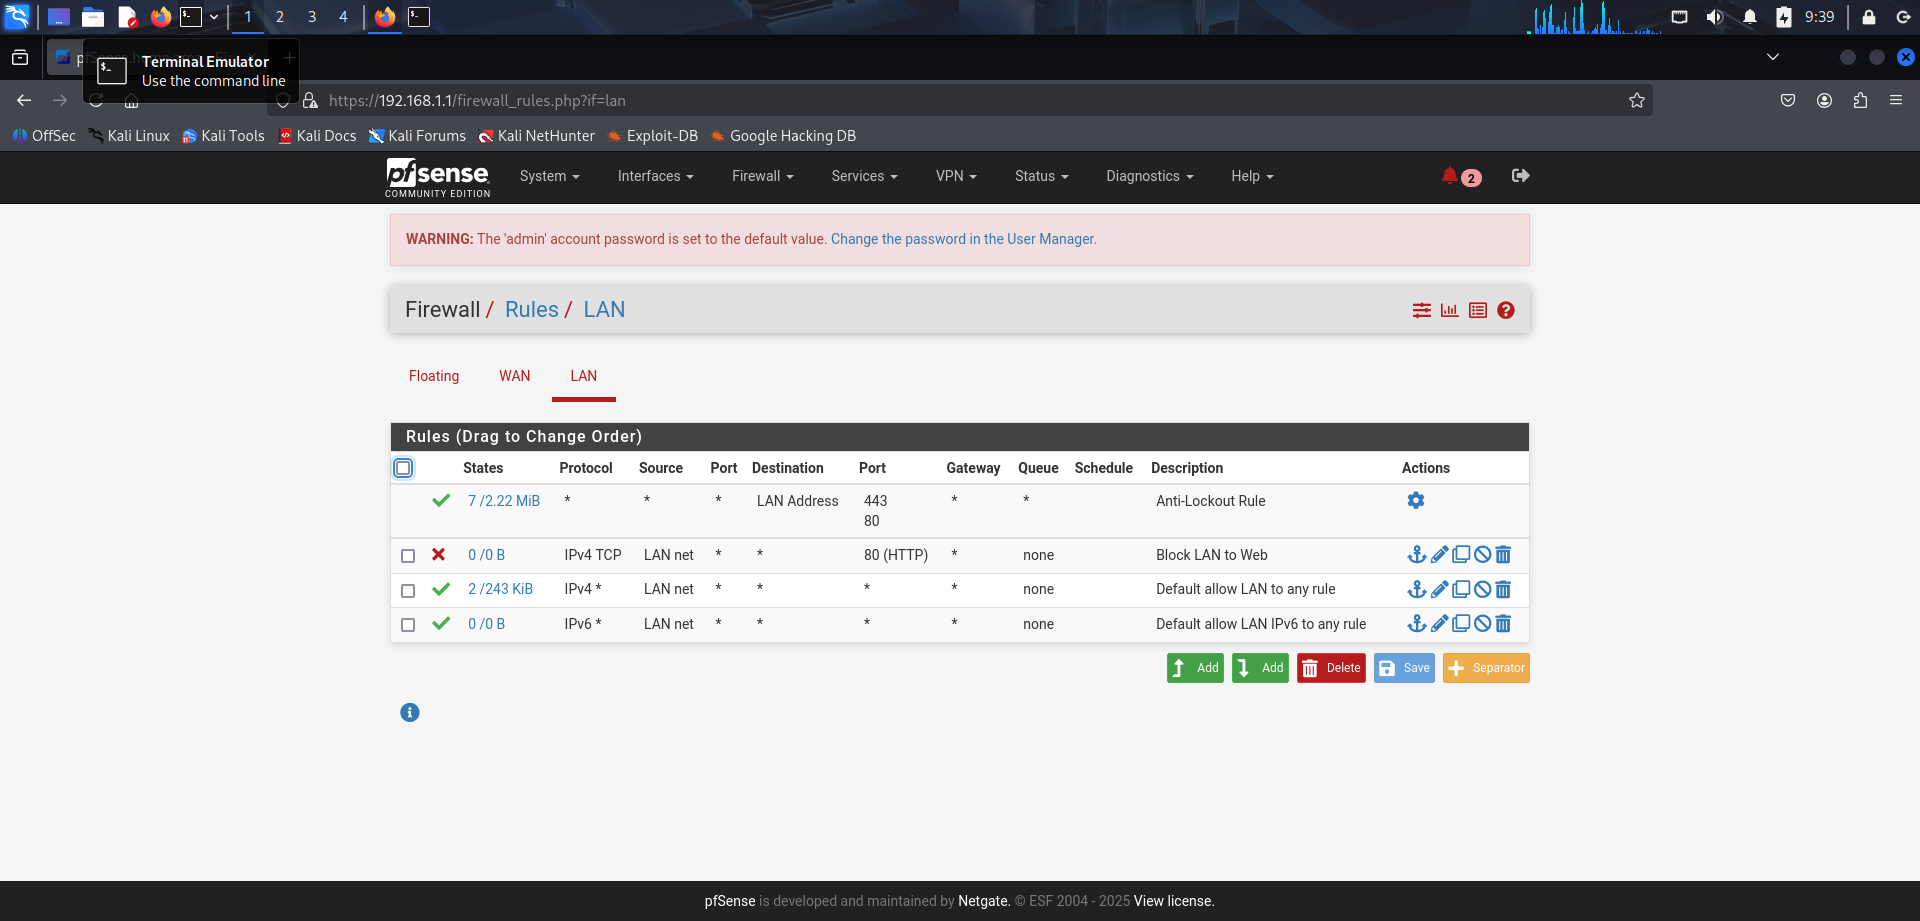 1 2 3 4
9:39
Terminal Emulator
Use the command line
https://192.168.1.1/firewall_rules.php?if=lan
OffSec Kali Linux Kali Tools Kali Docs Kali Forums Kali NetHunter Exploit-DB Google Hacking DB
pfsense
COMMUNITY EDITION
System Interfaces Firewall Services VPN Status Diagnostics Help 2
WARNING: The 'admin' account password is set to the default value. Change the password in the User Manager.
Firewall / Rules / LAN
Floating WAN LAN
Rules (Drag to Change Order)
States Protocol Source Port Destination Port Gateway Queue Schedule Description Actions
7 /2.22 MiB * * * LAN Address 443 * * Anti-Lockout Rule
80
0 /0 B IPv4 TCP LAN net * * 80 (HTTP) * none Block LAN to Web
2 /243 KiB IPv4 * LAN net * * * * none Default allow LAN to any rule
0 /0 B IPv6 * LAN net * * * * none Default allow LAN IPv6 to any rule
Add Add Delete Save Separator
pfSense is developed and maintained by Netgate. © ESF 2004 - 2025 View license.